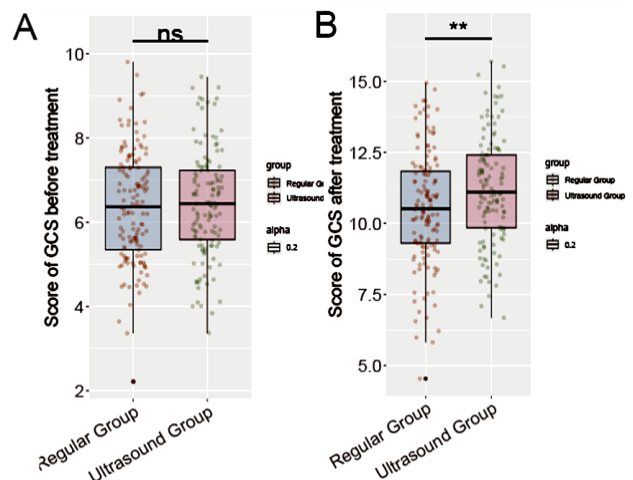 A
ns
Score of GCS before treatment
10
8
6
4
2
Regular Group
Ultrasound Group
group
Regular Gr
Ultrasound
alpha
0.2
B
**
Score of GCS after treatment
15.0
12.5
10.0
7.5
5.0
Regular Group
Ultrasound Group
group
Regular Group
Ultrasound Group
alpha
0.2